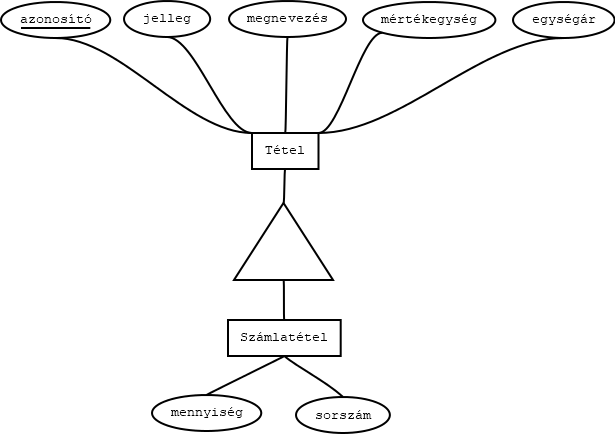 azonosító
jelleg
megnevezés
mértékegység
egységár
Tétel
Számlatétel
mennyiség
sorszám